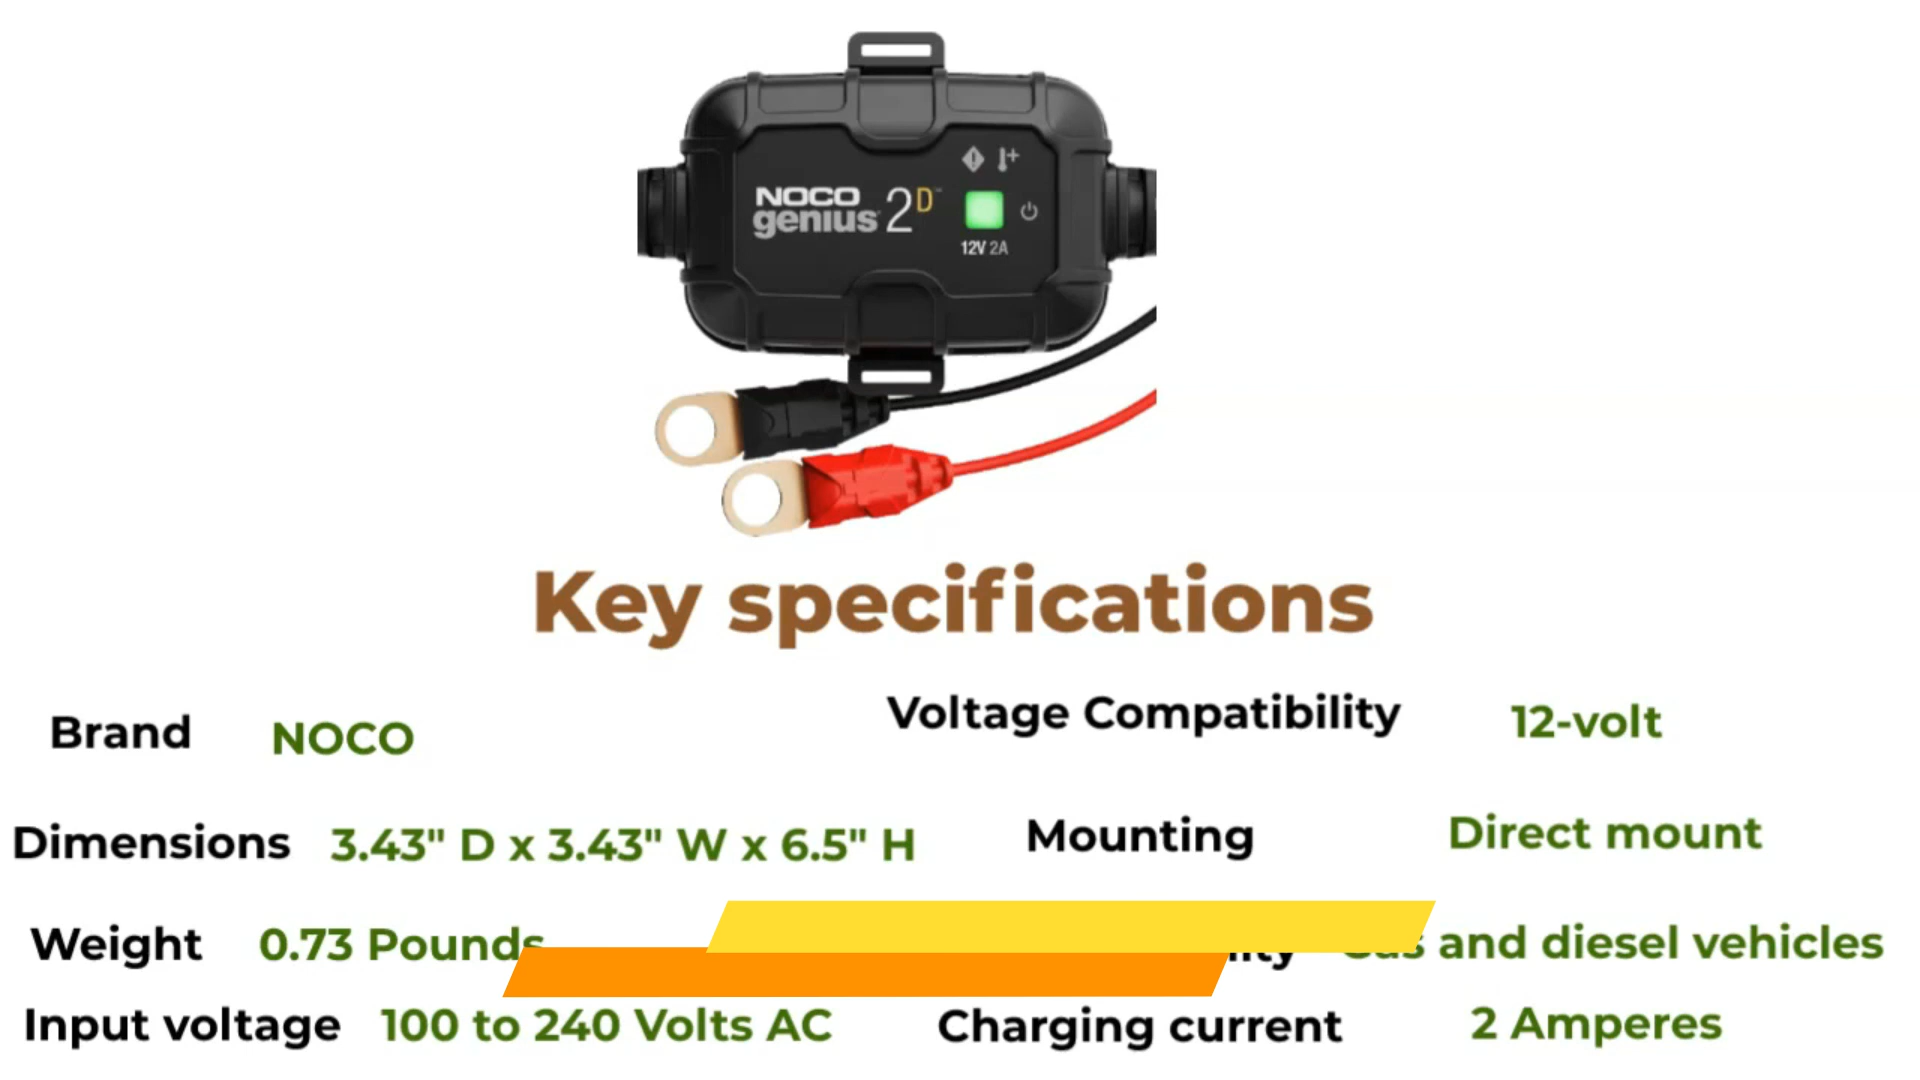 NOCO
genius 2D™
12V 2A
Key specifications
Brand NOCO
Voltage Compatibility 12-volt
Dimensions 3.43" D x 3.43" W x 6.5" H
Mounting Direct mount
Weight 0.73 Pounds
and diesel vehicles
Input voltage 100 to 240 Volts AC
Charging current 2 Amperes